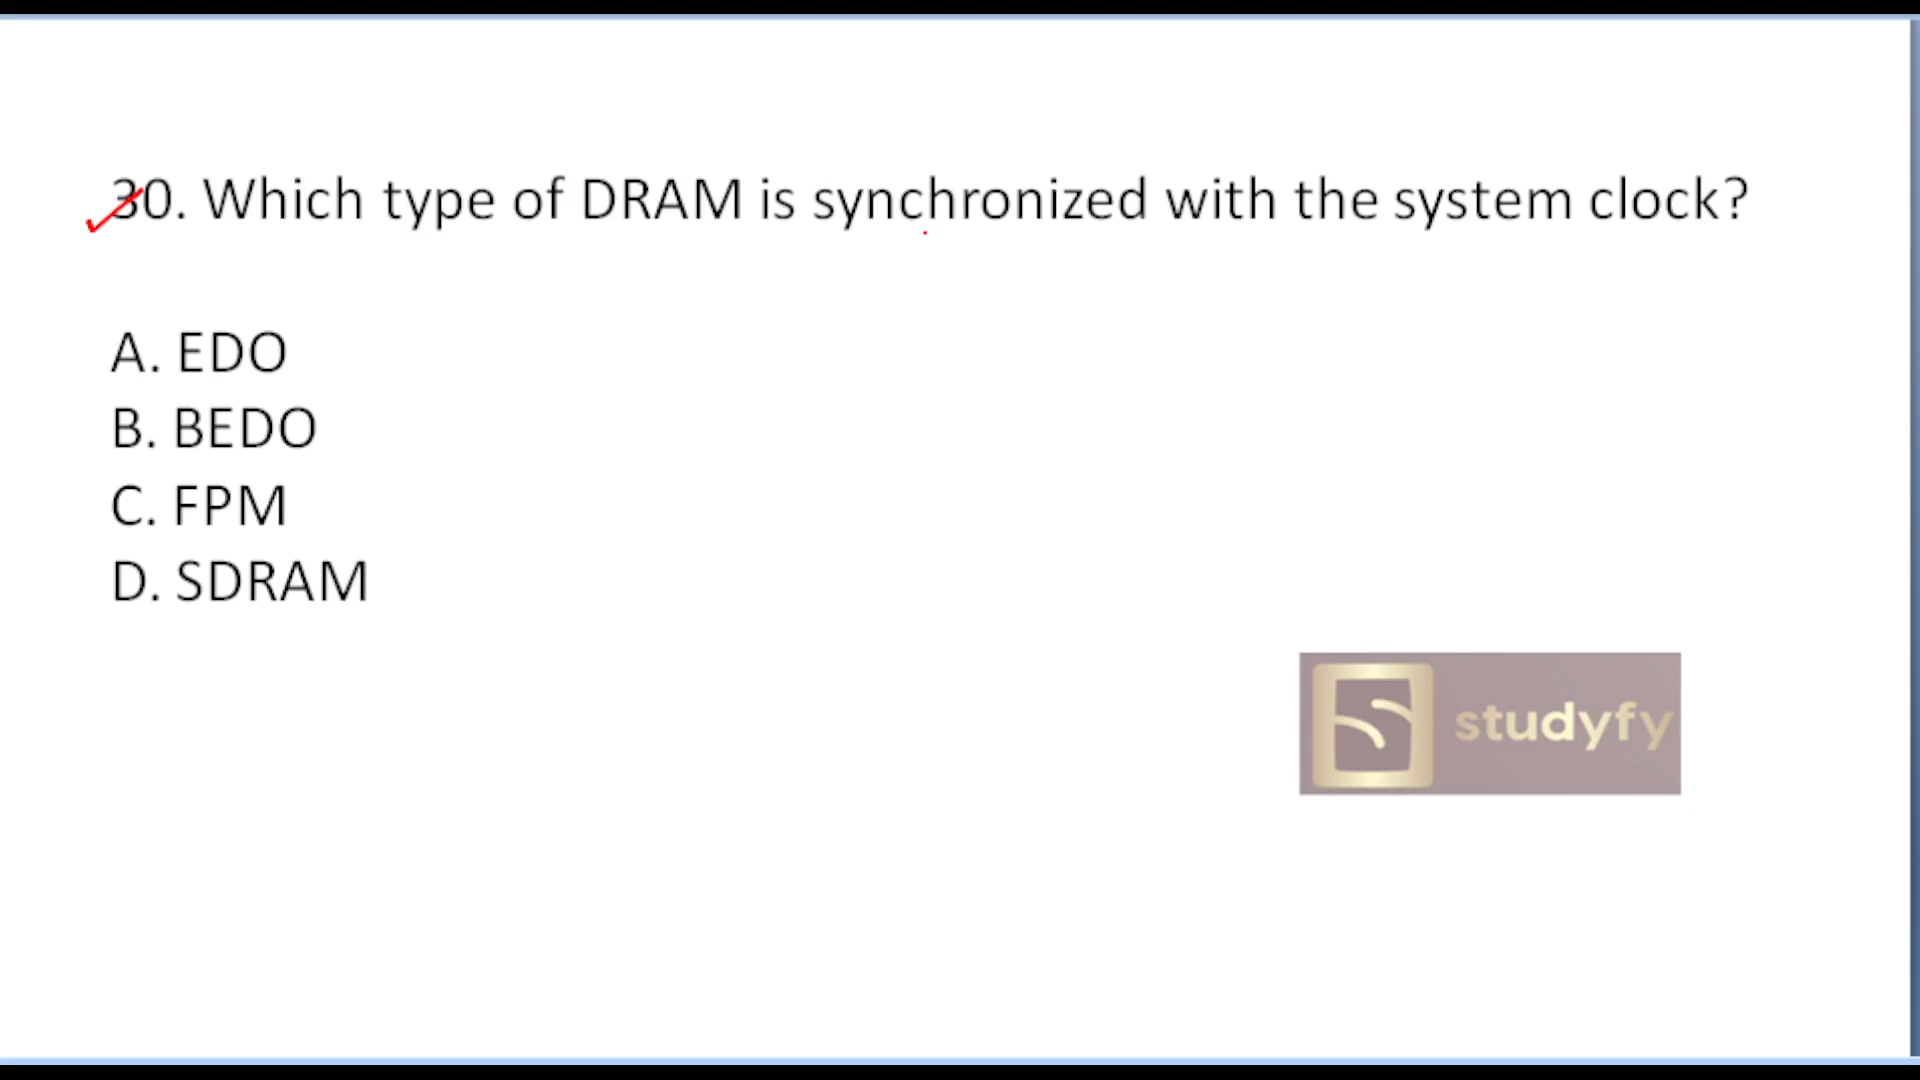 30. Which type of DRAM is synchronized with the system clock?
A. EDO
B. BEDO
C. FPM
D. SDRAM
studyfy